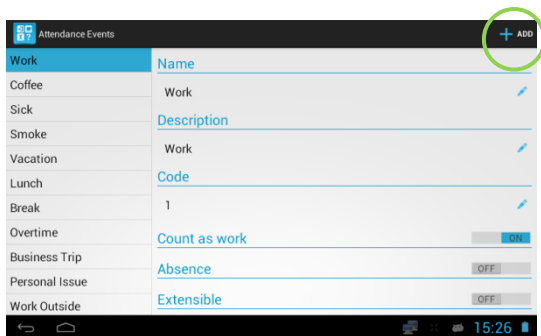 Attendance Events
ADD
Work
Coffee
Sick
Smoke
Vacation
Lunch
Break
Overtime
Business Trip
Personal Issue
Work Outside
Name
Work
Description
Work
Code
1
Count as work ON
Absence OFF
Extensible OFF
15:26